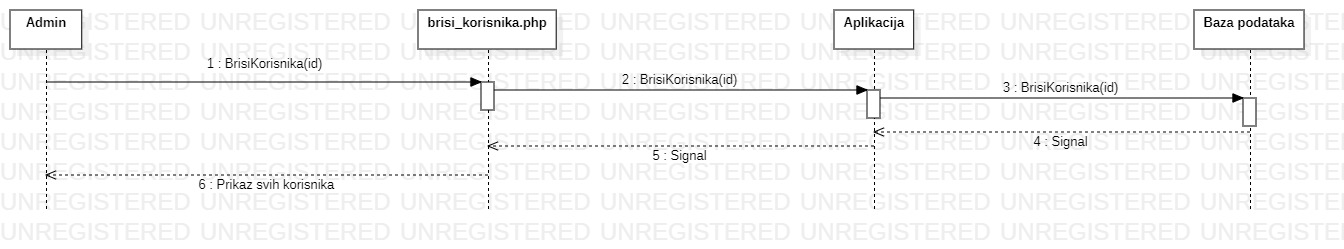 Admin
brisi_korisnika.php
Aplikacija
Baza podataka
1 : BrisiKorisnika(id)
2 : BrisiKorisnika(id)
3 : BrisiKorisnika(id)
4 : Signal
5 : Signal
6 : Prikaz svih korisnika
UNREGISTERED UNREGISTERED UNREGISTERED UNREGISTERED UNREGISTERED UNREGISTERED UNREGISTERED